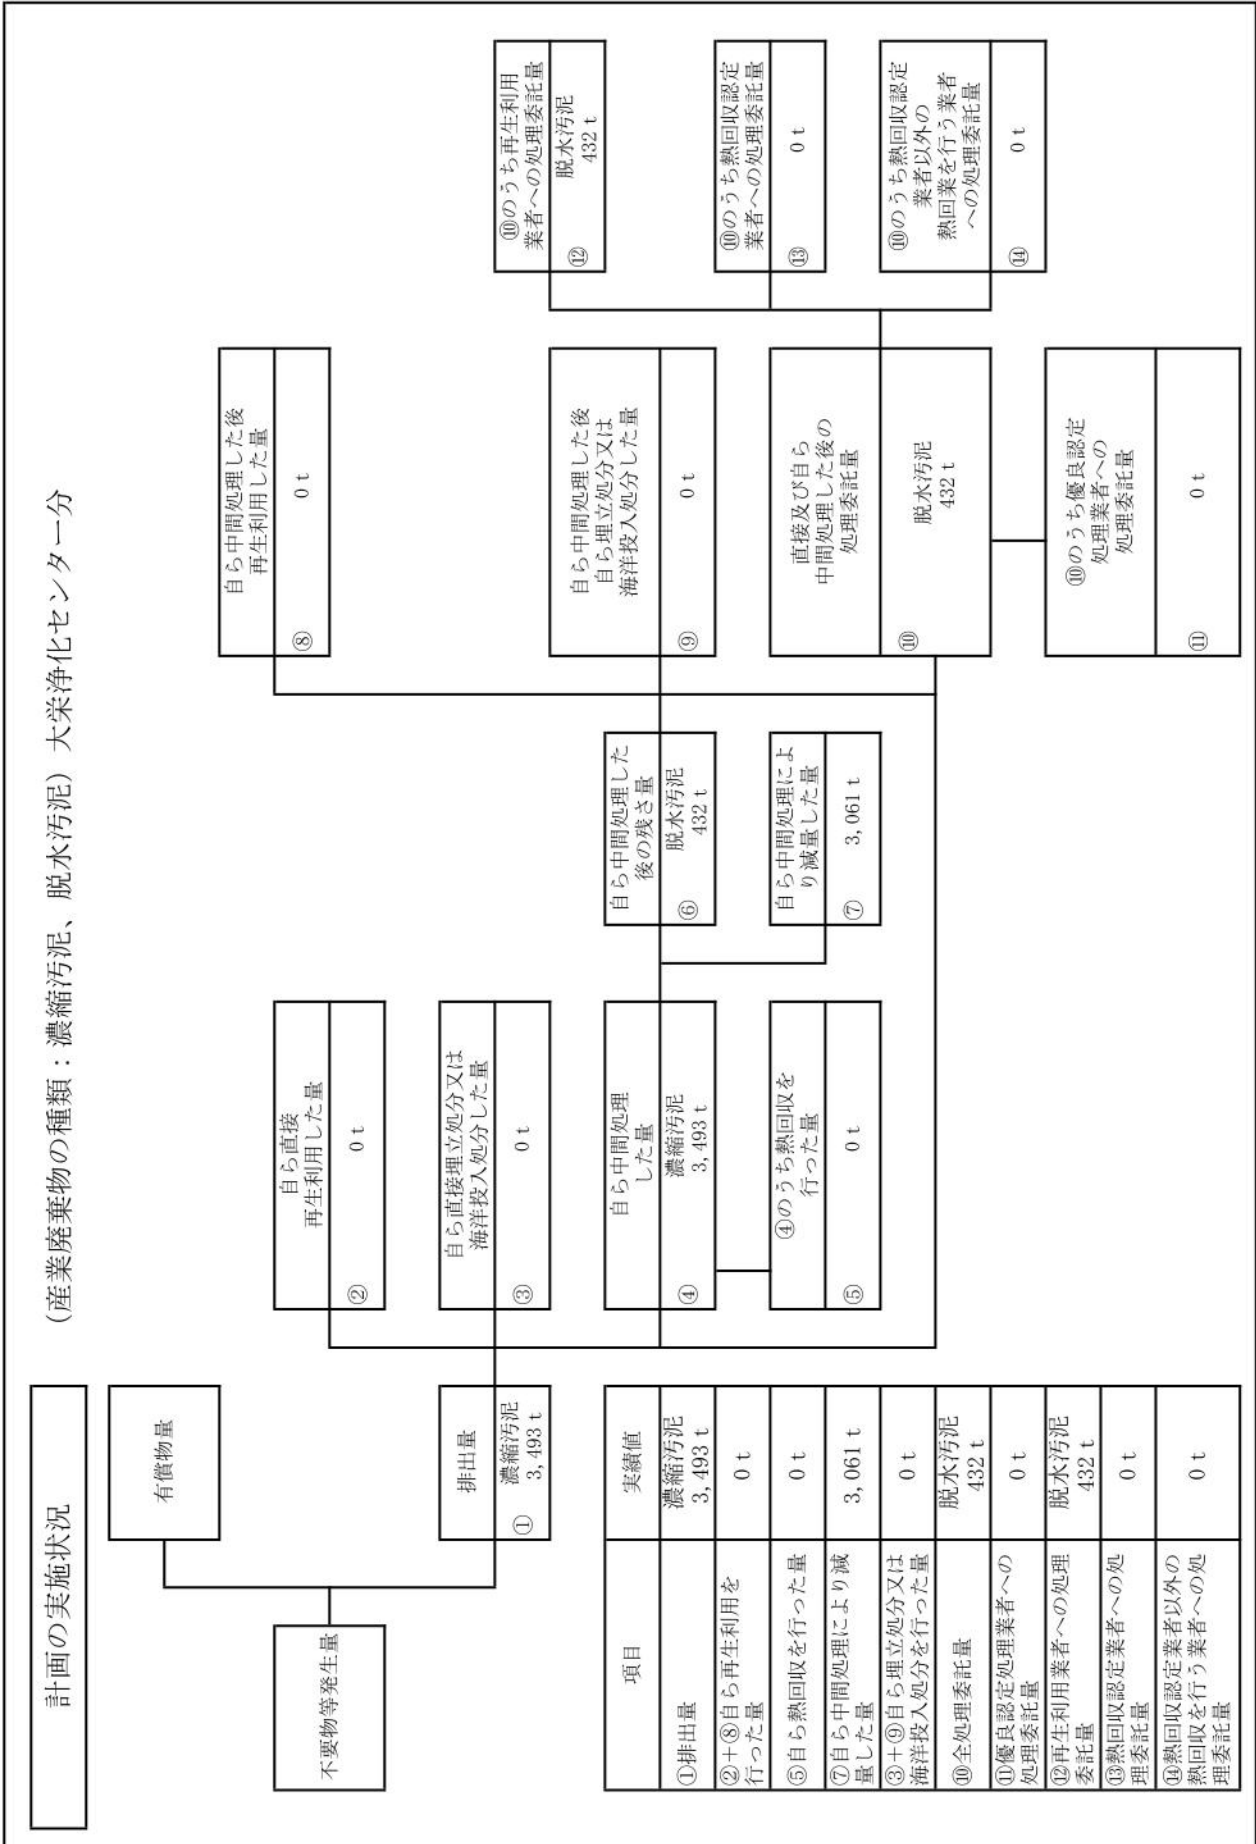 計画の実施状況
(産業廃棄物の種類：濃縮汚泥、脱水汚泥) 大栄浄化センター分
不要物等発生量
有償物量
排出量
①
濃縮汚泥
3,493 t
自ら直接
再生利用した量
②
0 t
自ら直接埋立処分又は
海洋投入処分した量
③
0 t
自ら中間処理
した量
④
濃縮汚泥
3,493 t
④のうち熱回収を
行った量
⑤
0 t
自ら中間処理した
後の残さ量
⑥
脱水汚泥
432 t
自ら中間処理によ
り減量した量
⑦
3,061 t
自ら中間処理した後
再生利用した量
⑧
0 t
自ら中間処理した後
自ら埋立処分又は
海洋投入処分した量
⑨
0 t
直接及び自ら
中間処理した後の
処理委託量
⑩
脱水汚泥
432 t
⑩のうち優良認定
処理業者への
処理委託量
⑪
0 t
⑩のうち再生利用
業者への処理委託量
⑫
脱水汚泥
432 t
⑩のうち熱回収認定
業者への処理委託量
⑬
0 t
⑩のうち熱回収認定
業者以外の
熱回業を行う業者
への処理委託量
⑭
0 t
項目
実績値
①排出量
濃縮汚泥
3,493 t
②＋⑧自ら再生利用を
行った量
0 t
⑤自ら熱回収を行った量
0 t
⑦自ら中間処理により減
量した量
3,061 t
③＋⑨自ら埋立処分又は
海洋投入処分を行った量
0 t
⑩全処理委託量
脱水汚泥
432 t
⑪優良認定処理業者への
処理委託量
0 t
⑫再生利用業者への処理
委託量
脱水汚泥
432 t
⑬熱回収認定業者への処
理委託量
0 t
⑭熱回収認定業者以外の
熱回収を行う業者への処
理委託量
0 t